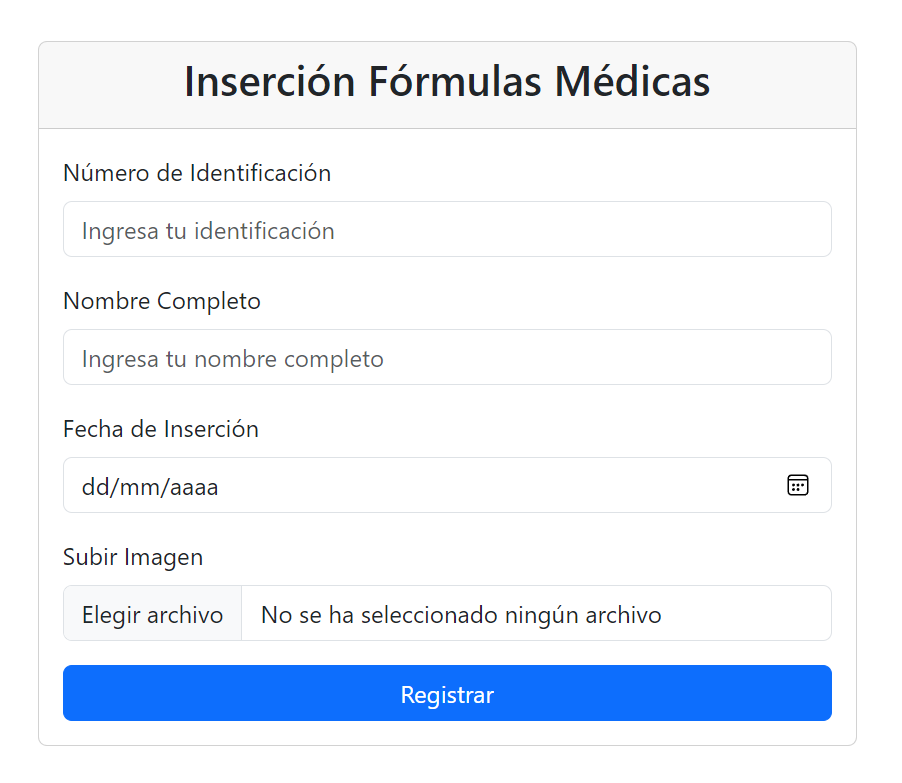 Inserción Fórmulas Médicas
Número de Identificación
Ingresa tu identificación
Nombre Completo
Ingresa tu nombre completo
Fecha de Inserción
dd/mm/aaaa
Subir Imagen
Elegir archivo No se ha seleccionado ningún archivo
Registrar